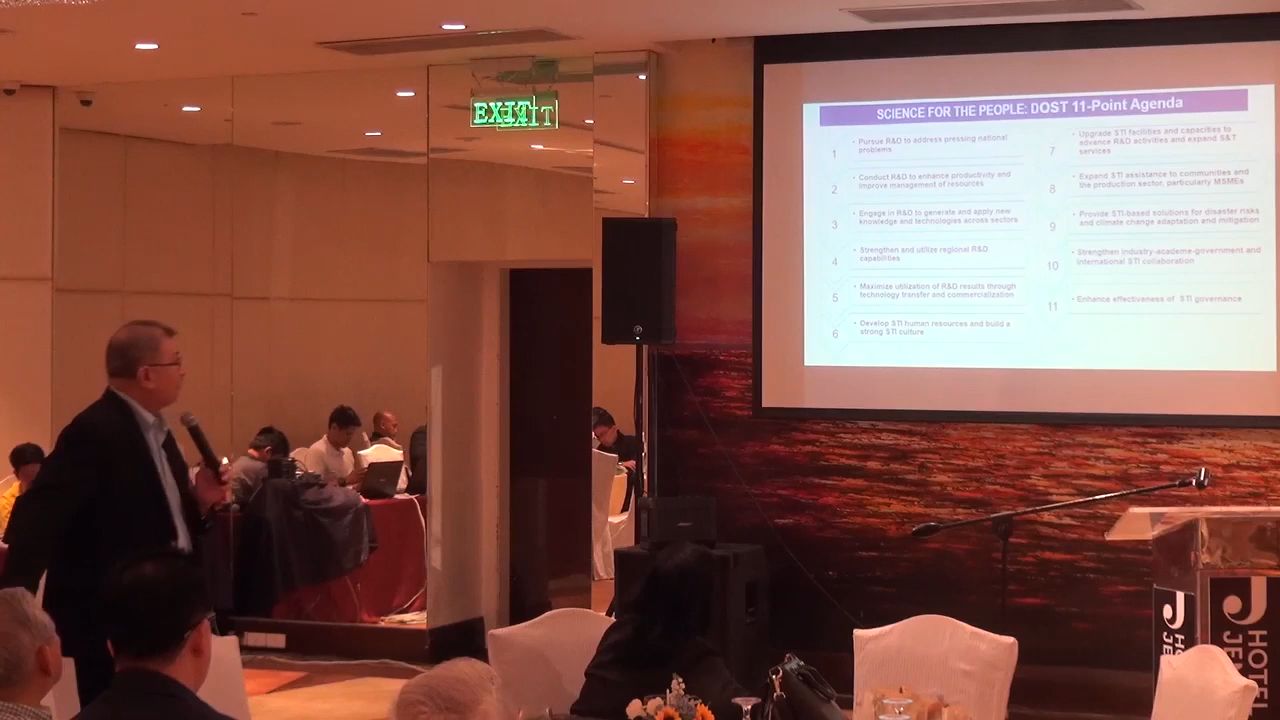 EXIT
SCIENCE FOR THE PEOPLE: DOST 11-Point Agenda
1
• Pursue R&D to address pressing national
problems
2
• Conduct R&D to enhance productivity and
improve management of resources
3
• Engage in R&D to generate and apply new
knowledge and technologies across sectors
4
• Strengthen and utilize regional R&D
capabilities
5
• Maximize utilization of R&D results through
technology transfer and commercialization
6
• Develop STI human resources and build a
strong STI culture
7
• Upgrade STI facilities and capacities to
advance R&D activities and expand S&T
services
8
• Expand STI assistance to communities and
the production sector, particularly MSMEs
9
• Provide STI-based solutions for disaster risks
and climate change adaptation and mitigation
10
• Strengthen industry-academe-government and
international STI collaboration
11
• Enhance effectiveness of STI governance
J
HOTEL